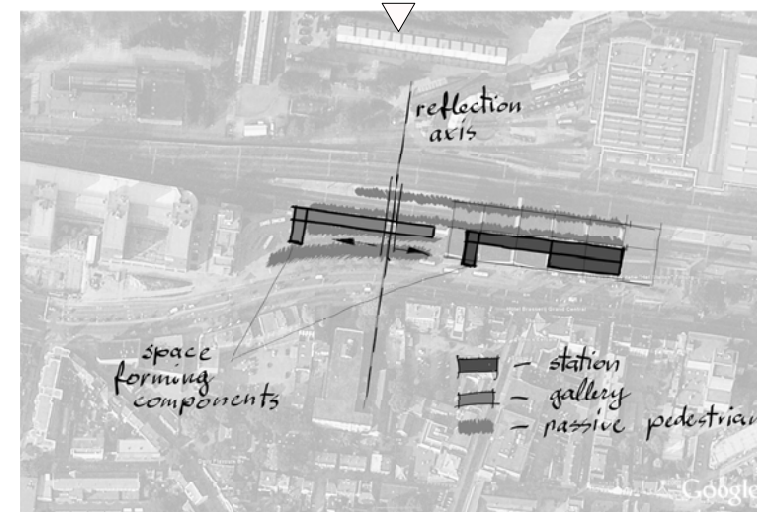 reflection
axis
space
forming
components
– station
– gallery
– passive pedestrian
Google